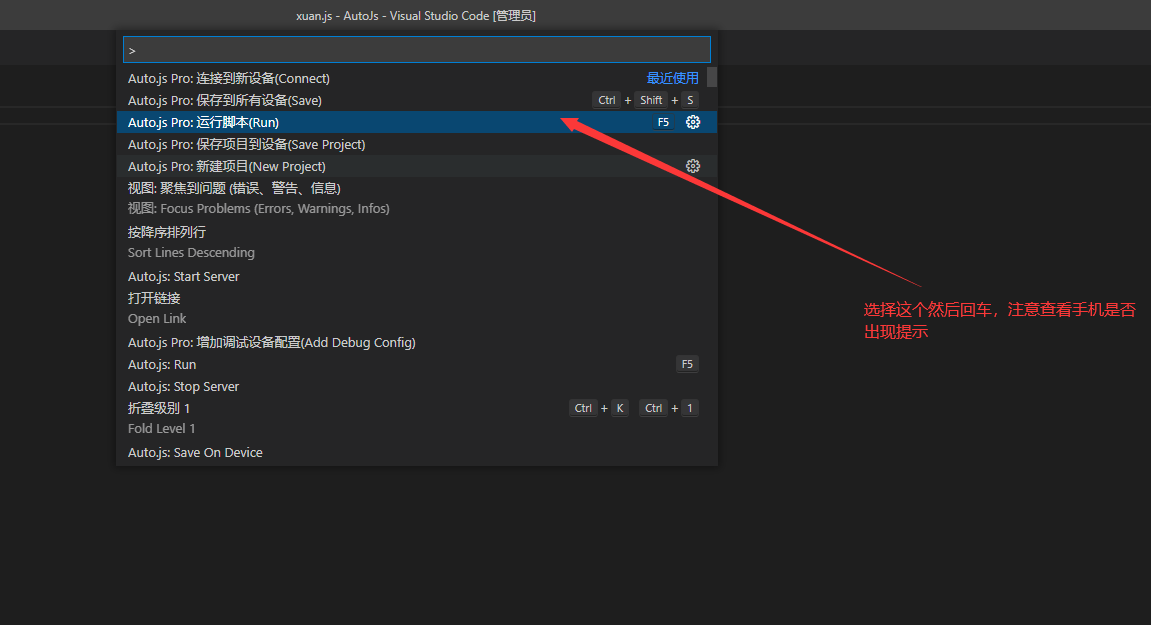 xuan.js - AutoJs - Visual Studio Code [管理员]
>
Auto.js Pro: 连接到新设备(Connect) 最近使用
Auto.js Pro: 保存到所有设备(Save) Ctrl + Shift + S
Auto.js Pro: 运行脚本(Run) F5
Auto.js Pro: 保存项目到设备(Save Project)
Auto.js Pro: 新建项目(New Project)
视图: 聚焦到问题 (错误、警告、信息)
视图: Focus Problems (Errors, Warnings, Infos)
按降序排列行
Sort Lines Descending
Auto.js: Start Server
打开链接
Open Link
Auto.js Pro: 增加调试设备配置(Add Debug Config)
Auto.js: Run F5
Auto.js: Stop Server
折叠级别 1 Ctrl + K Ctrl + 1
Fold Level 1
Auto.js: Save On Device
选择这个然后回车，注意查看手机是否
出现提示